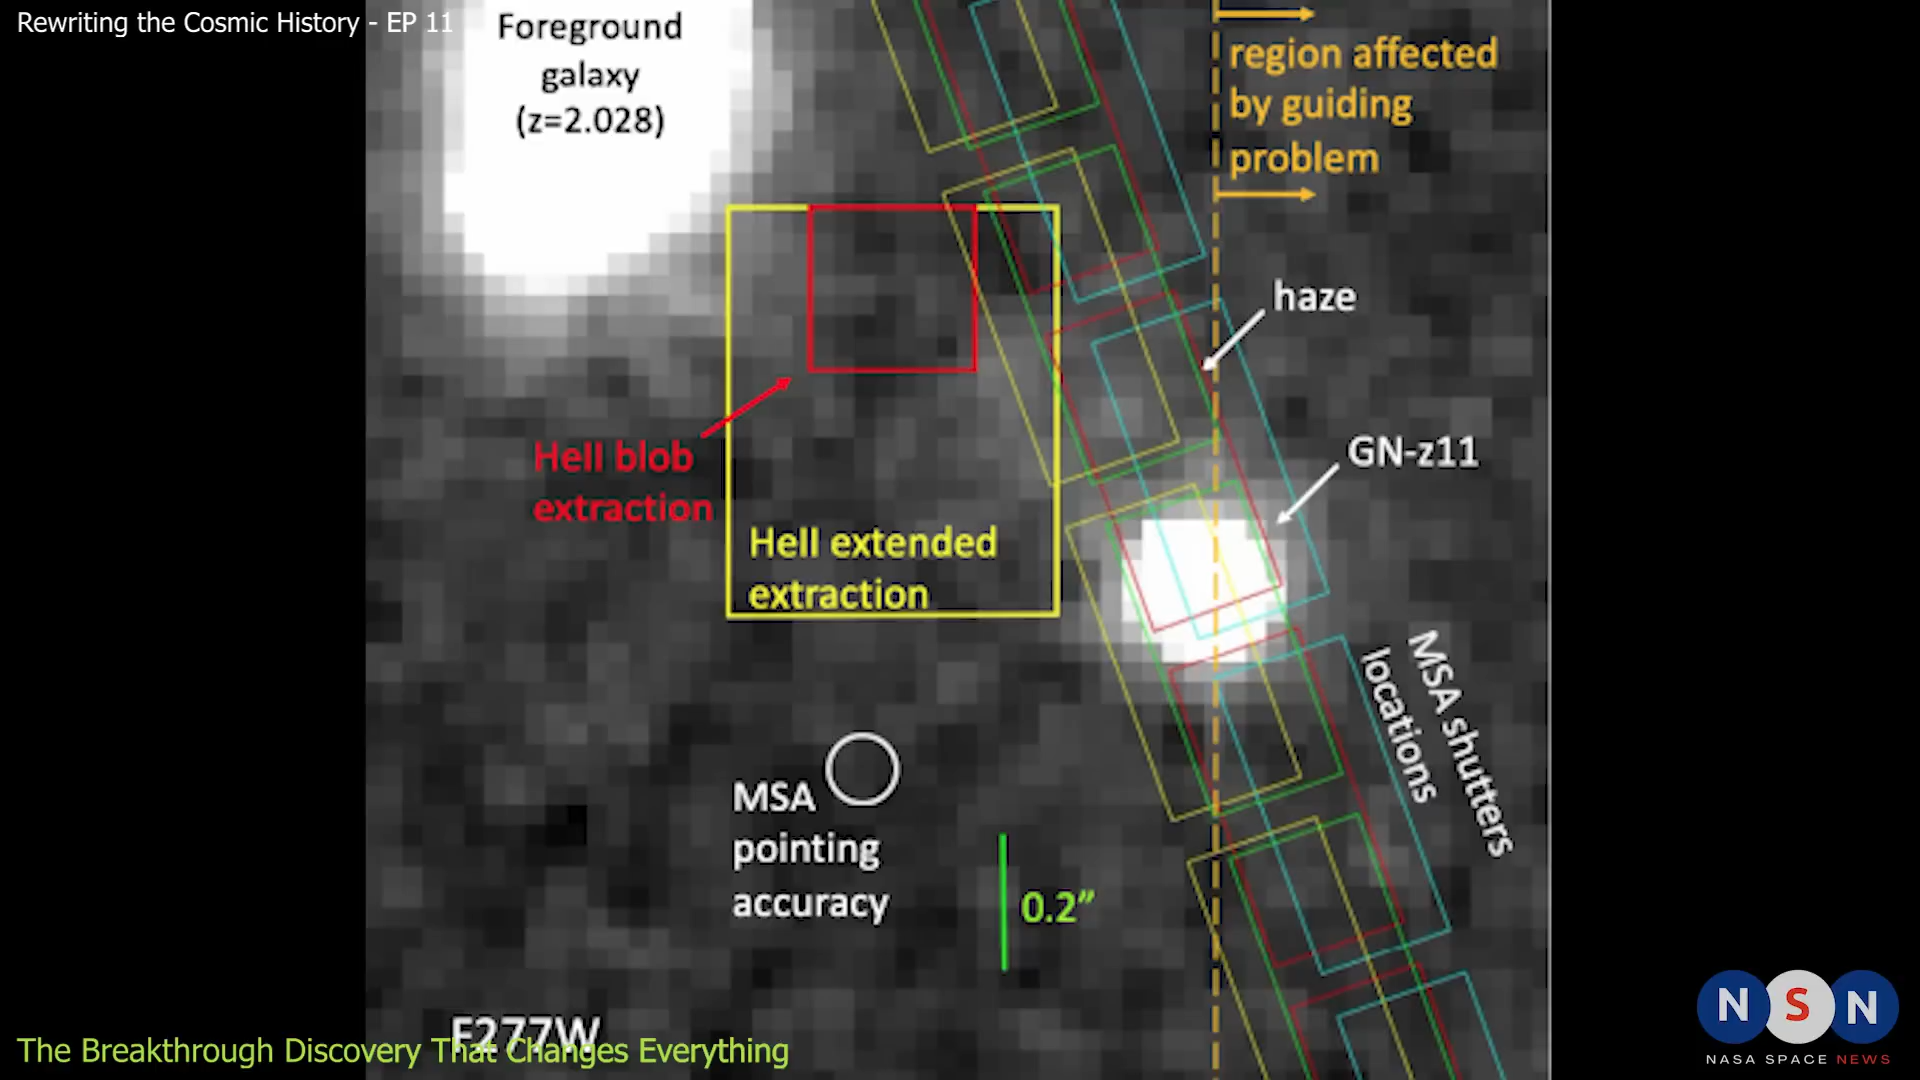 Rewriting the Cosmic History - EP 11
Foreground
galaxy
(z=2.028)
region affected
by guiding
problem
haze
GN-z11
HeII blob
extraction
HeII extended
extraction
MSA shutters
locations
MSA
pointing
accuracy
0.2”
F277W
The Breakthrough Discovery That Changes Everything
NSN
NASA SPACE NEWS